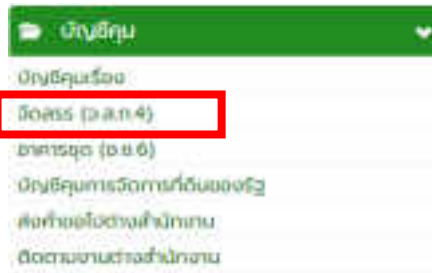 บัญชีคุม
บัญชีคุมเรื่อง
จัดสรร (จ.ส.ก.4)
อาคารชุด (อ.ช.6)
บัญชีคุมการจัดการที่ดินของรัฐ
ส่งคำขอไปต่างสำนักงาน
ติดตามงานต่างสำนักงาน